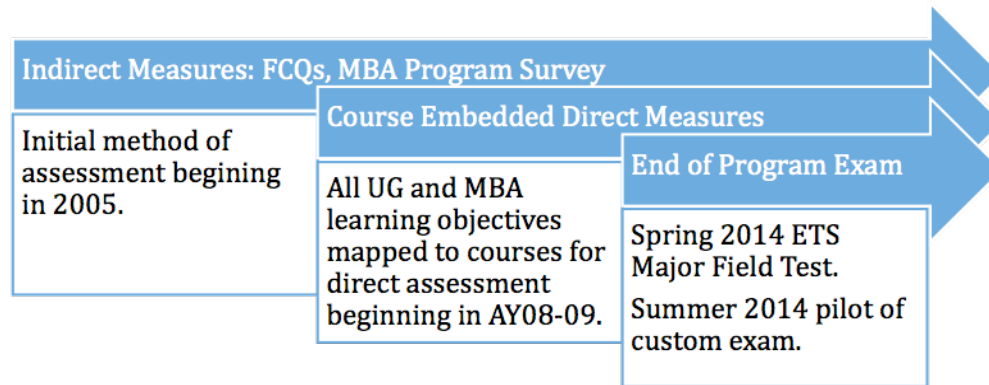 Indirect Measures: FCQs, MBA Program Survey
Initial method of
assessment begining
in 2005.
Course Embedded Direct Measures
All UG and MBA
learning objectives
mapped to courses for
direct assessment
beginning in AY08-09.
End of Program Exam
Spring 2014 ETS
Major Field Test.
Summer 2014 pilot of
custom exam.